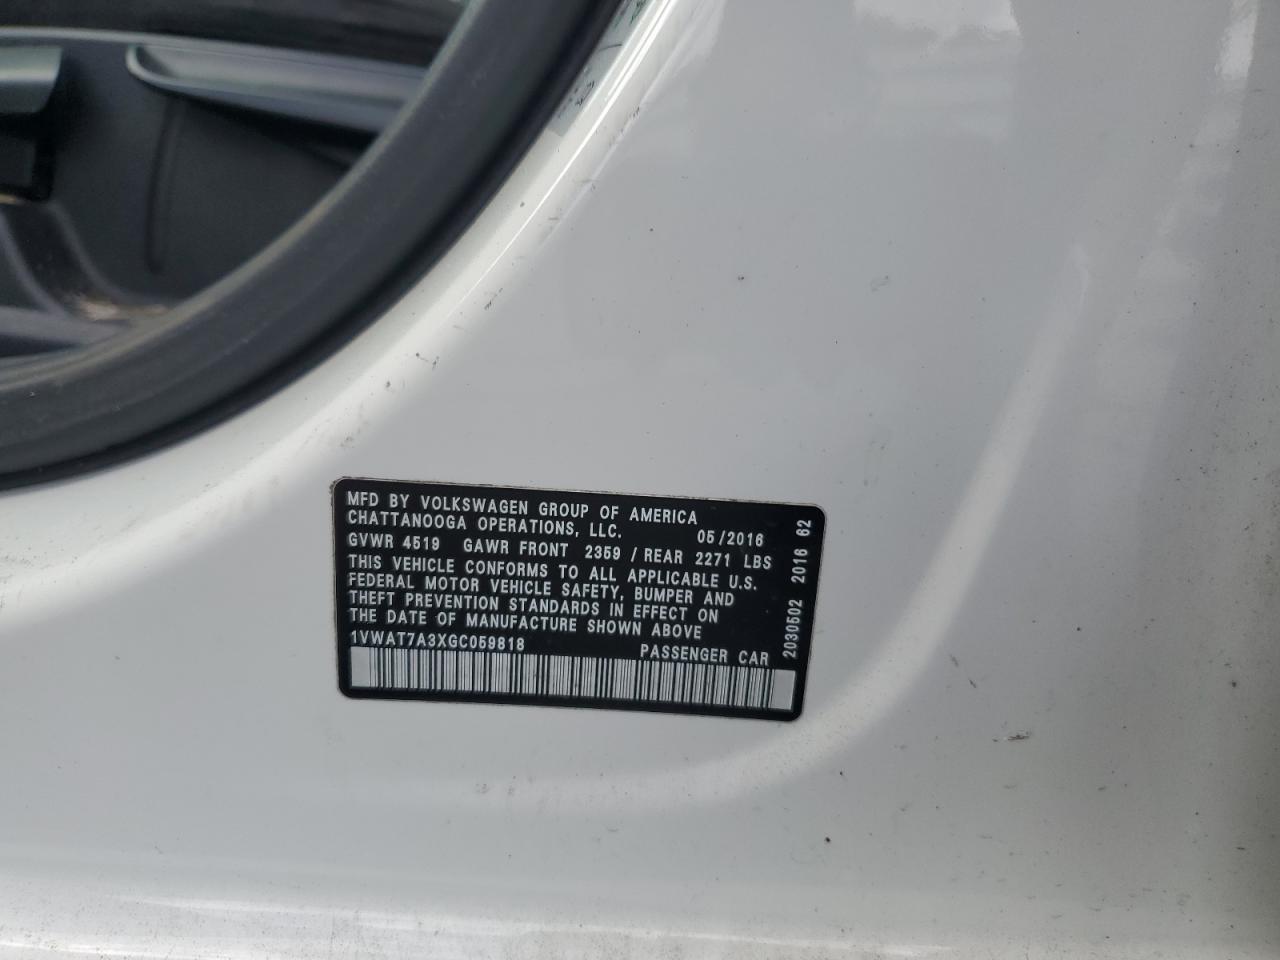 MFD BY VOLKSWAGEN GROUP OF AMERICA
CHATTANOOGA OPERATIONS, LLC. 05/2016
GVWR 4519 GAWR FRONT 2359 / REAR 2271 LBS
THIS VEHICLE CONFORMS TO ALL APPLICABLE U.S.
FEDERAL MOTOR VEHICLE SAFETY, BUMPER AND
THEFT PREVENTION STANDARDS IN EFFECT ON
THE DATE OF MANUFACTURE SHOWN ABOVE
1VWAT7A3XGC059818 PASSENGER CAR
2030502 2016 62